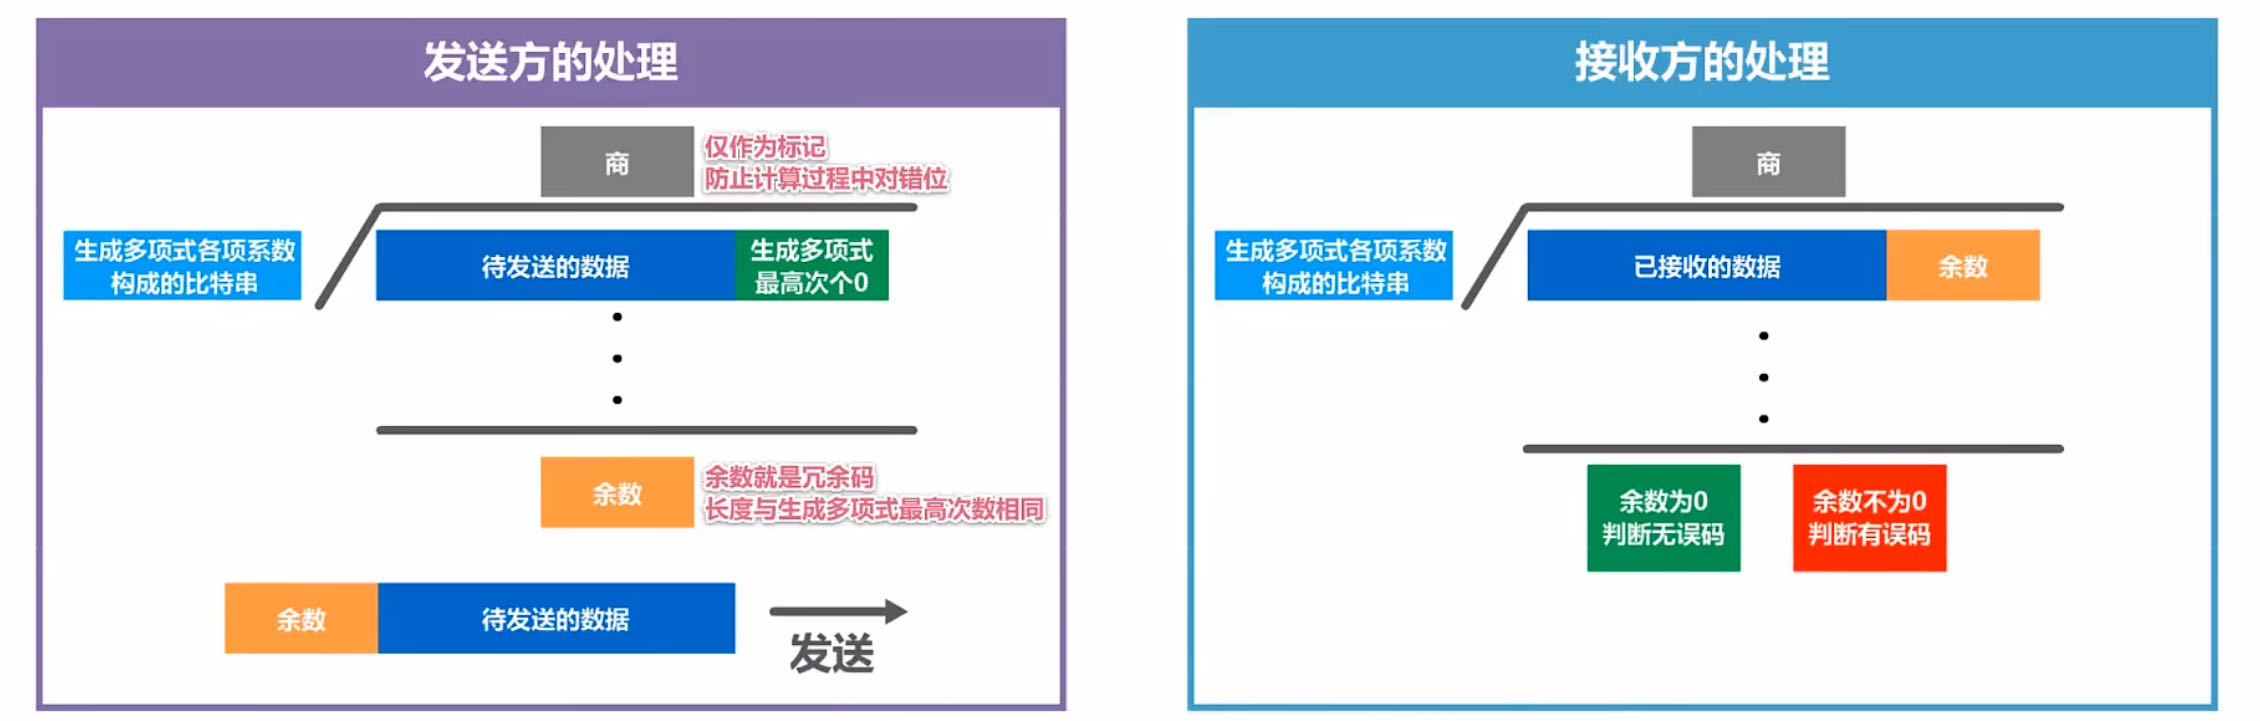 发送方的处理
商
仅作为标记
防止计算过程中对错位
生成多项式各项系数
构成的比特串
待发送的数据
生成多项式
最高次个0
余数
余数就是冗余码
长度与生成多项式最高次数相同
余数
待发送的数据
发送
接收方的处理
商
生成多项式各项系数
构成的比特串
已接收的数据
余数
余数为0
判断无误码
余数不为0
判断有误码